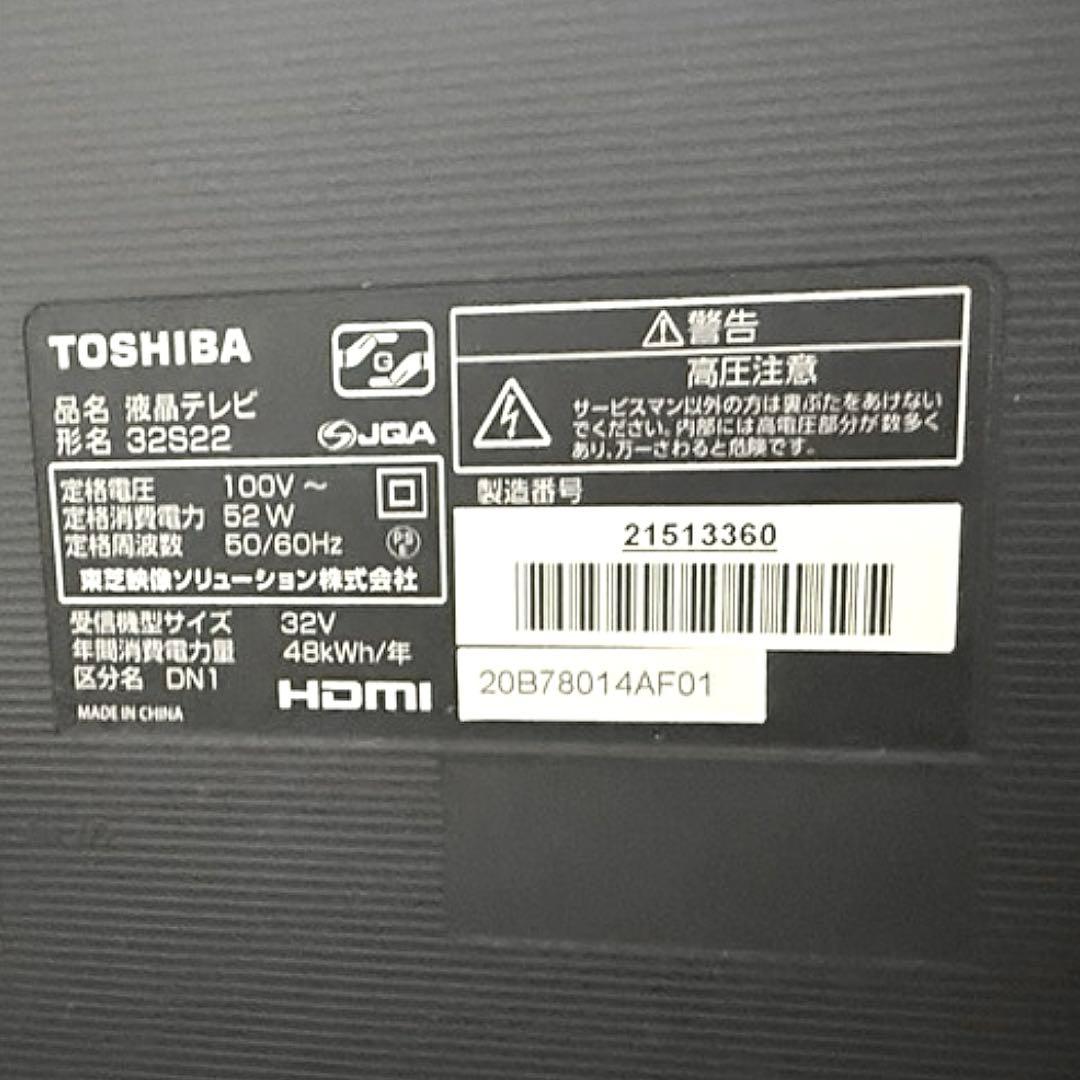 TOSHIBA
G
品名 液晶テレビ
形名 32S22
JQA
定格電圧 100V～
定格消費電力 52W
定格周波数 50/60Hz
PS
E
東芝映像ソリューション株式会社
受信機型サイズ 32V
年間消費電力量 48kWh/年
区分名 DN1
HDMI
MADE IN CHINA
警告
高圧注意
サービスマン以外の方は裏ぶたをあけない
でください。内部には高電圧部分が数多く
あり、万一さわると危険です。
製造番号
21513360
20B78014AF01